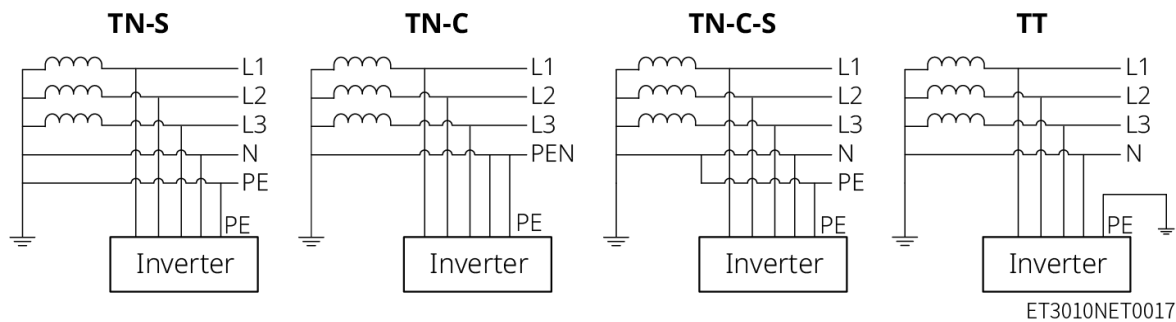 TN-S TN-C TN-C-S TT
L1 L1 L1 L1
L2 L2 L2 L2
L3 L3 L3 L3
N PEN N N
PE PE
PE PE PE PE
Inverter Inverter Inverter Inverter
ET3010NET0017